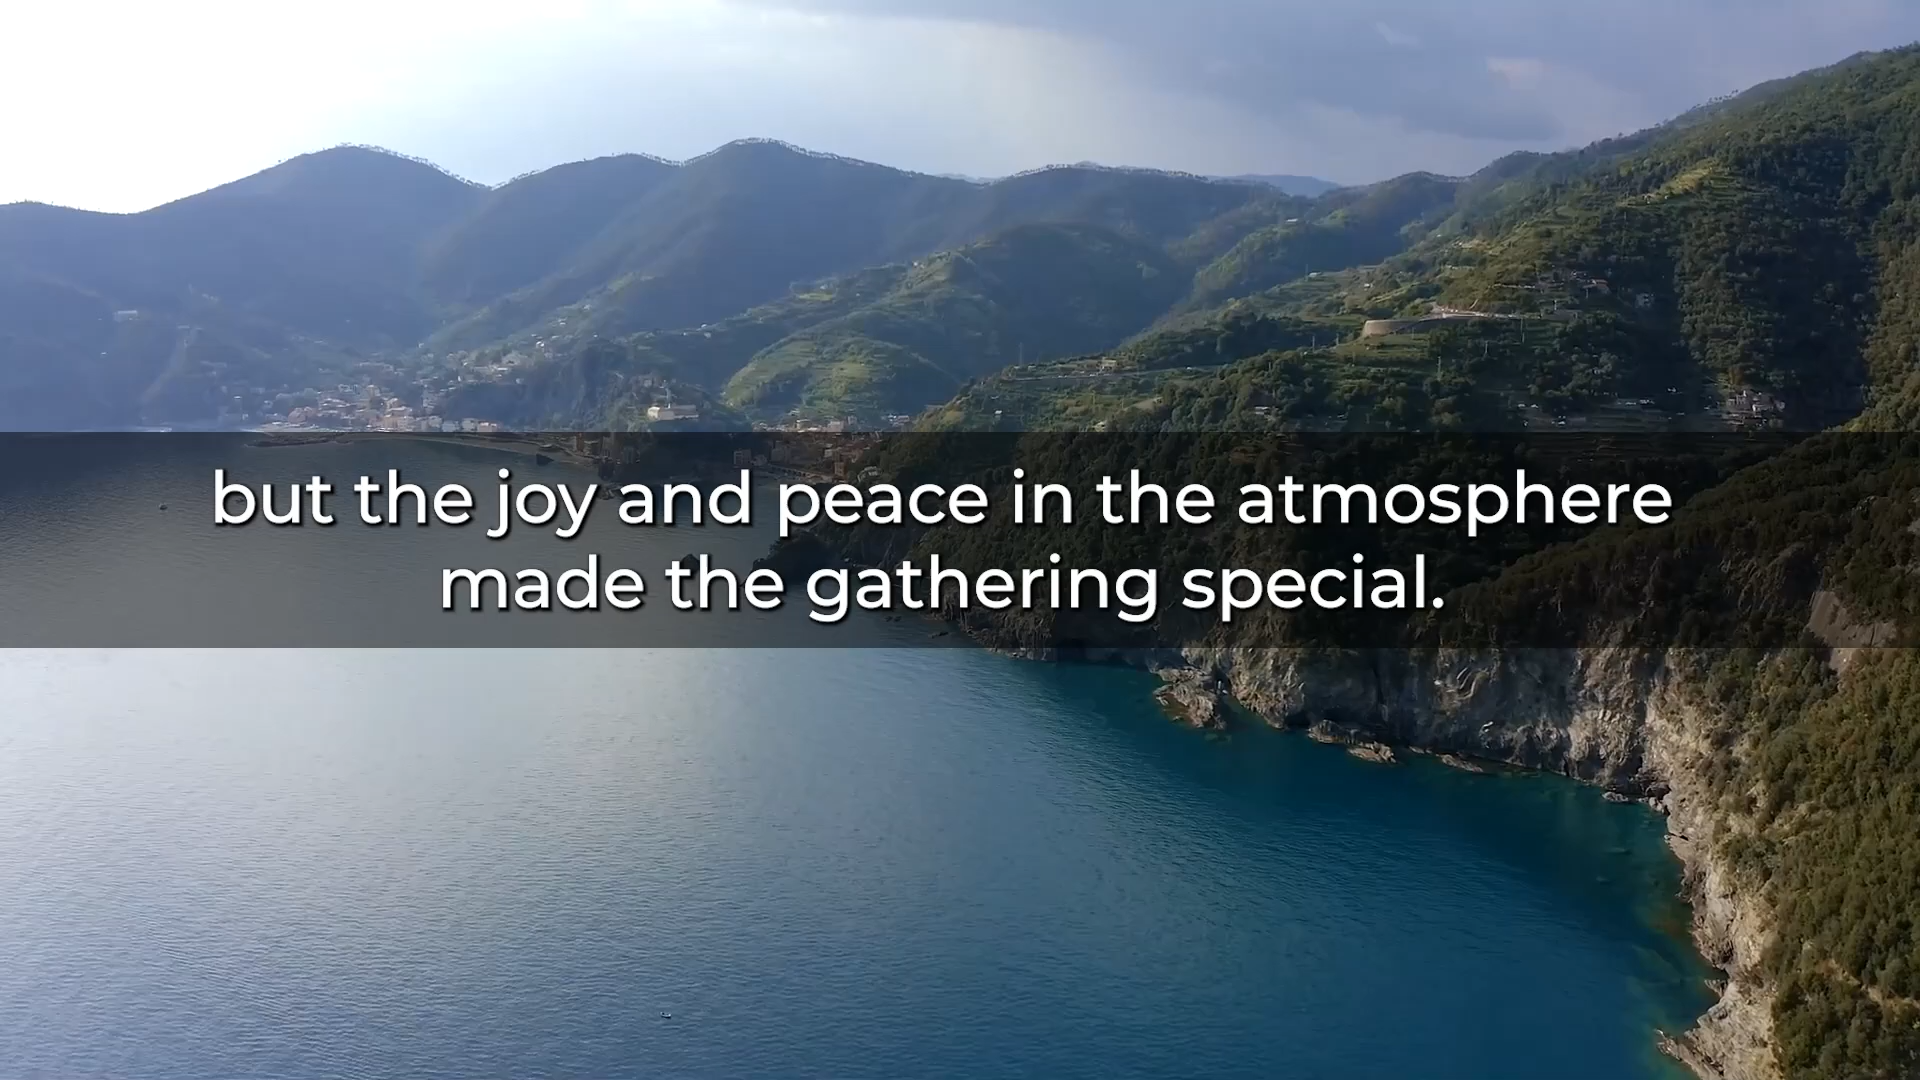 but the joy and peace in the atmosphere
made the gathering special.